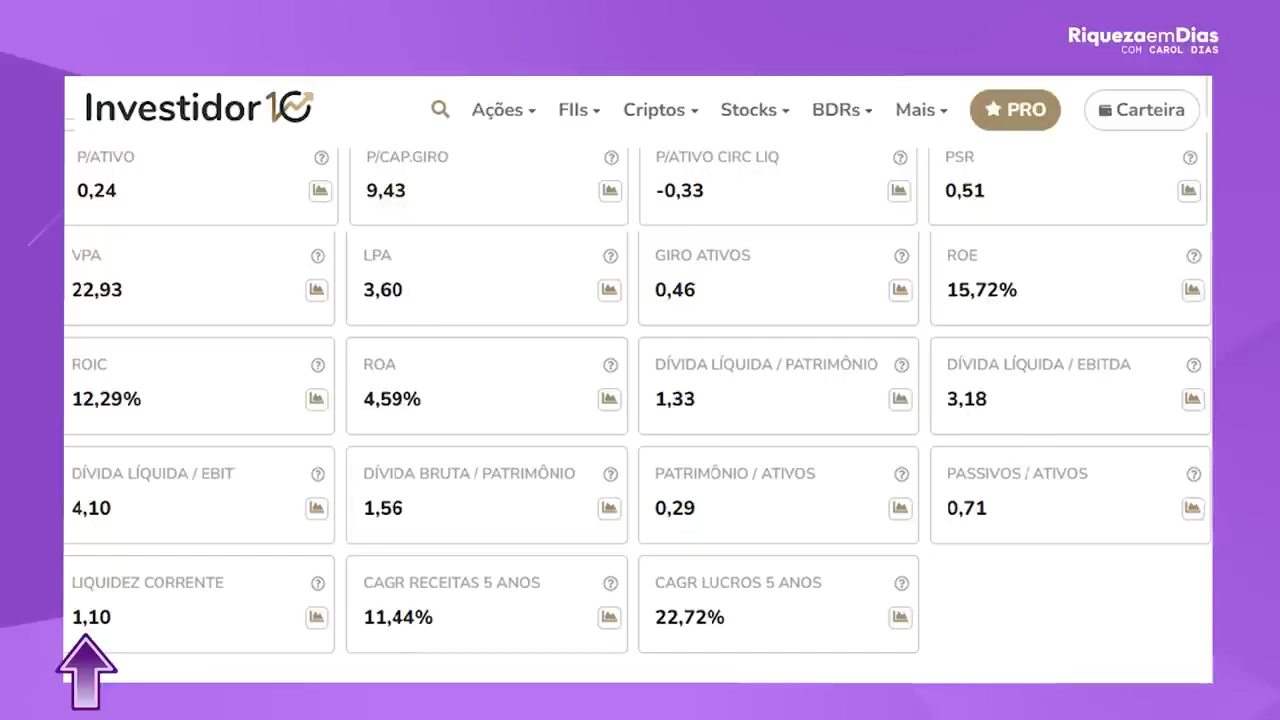 RiquezaemDias
COM CAROL DIAS
Investidor 10
Ações FIIs Criptos Stocks BDRs Mais PRO Carteira
P/ATIVO P/CAP.GIRO P/ATIVO CIRC LIQ PSR
0,24 9,43 -0,33 0,51
VPA LPA GIRO ATIVOS ROE
22,93 3,60 0,46 15,72%
ROIC ROA DÍVIDA LÍQUIDA / PATRIMÔNIO DÍVIDA LÍQUIDA / EBITDA
12,29% 4,59% 1,33 3,18
DÍVIDA LÍQUIDA / EBIT DÍVIDA BRUTA / PATRIMÔNIO PATRIMÔNIO / ATIVOS PASSIVOS / ATIVOS
4,10 1,56 0,29 0,71
LIQUIDEZ CORRENTE CAGR RECEITAS 5 ANOS CAGR LUCROS 5 ANOS
1,10 11,44% 22,72%